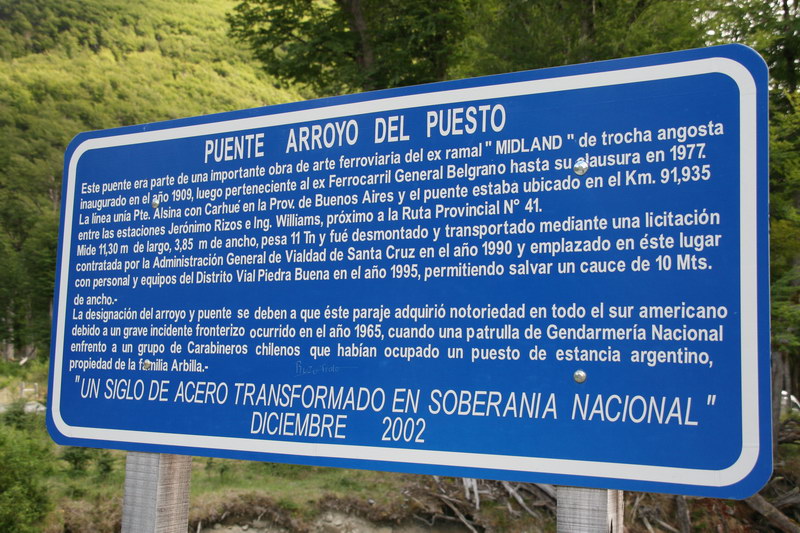 PUENTE ARROYO DEL PUESTO
Este puente era parte de una importante obra de arte ferroviaria del ex ramal " MIDLAND " de trocha angosta
inaugurado en el año 1909, luego perteneciente al ex Ferrocarril General Belgrano hasta su clausura en 1977.
La línea unía Pte. Alsina con Carhué en la Prov. de Buenos Aires y el puente estaba ubicado en el Km. 91,935
entre las estaciones Jerónimo Rizos e Ing. Williams, próximo a la Ruta Provincial N° 41.
Mide 11,30 m de largo, 3,85 m de ancho, pesa 11 Tn y fué desmontado y transportado mediante una licitación
contratada por la Administración General de Vialdad de Santa Cruz en el año 1990 y emplazado en éste lugar
con personal y equipos del Distrito Vial Piedra Buena en el año 1995, permitiendo salvar un cauce de 10 Mts.
de ancho.-
La designación del arroyo y puente se deben a que éste paraje adquirió notoriedad en todo el sur americano
debido a un grave incidente fronterizo ocurrido en el año 1965, cuando una patrulla de Gendarmería Nacional
enfrento a un grupo de Carabineros chilenos que habían ocupado un puesto de estancia argentino,
propiedad de la familia Arbilla.-
"UN SIGLO DE ACERO TRANSFORMADO EN SOBERANIA NACIONAL"
DICIEMBRE 2002